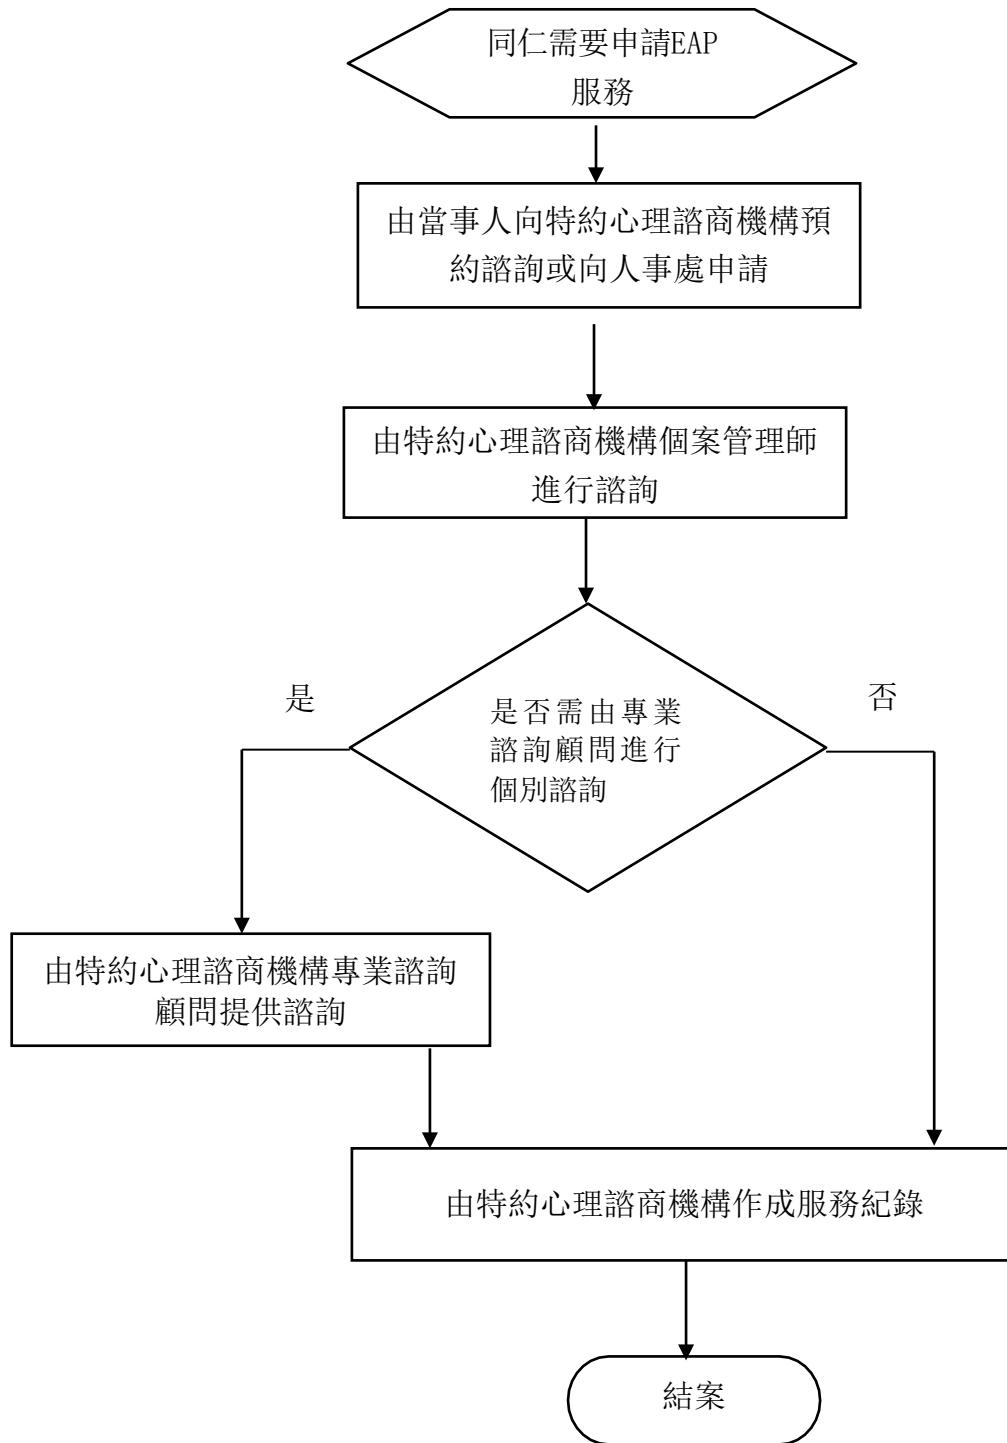 同仁需要申請EAP
服務
由當事人向特約心理諮商機構預
約諮詢或向人事處申請
由特約心理諮商機構個案管理師
進行諮詢
是
否
是否需由專業
諮詢顧問進行
個別諮詢
由特約心理諮商機構專業諮詢
顧問提供諮詢
由特約心理諮商機構作成服務紀錄
結案